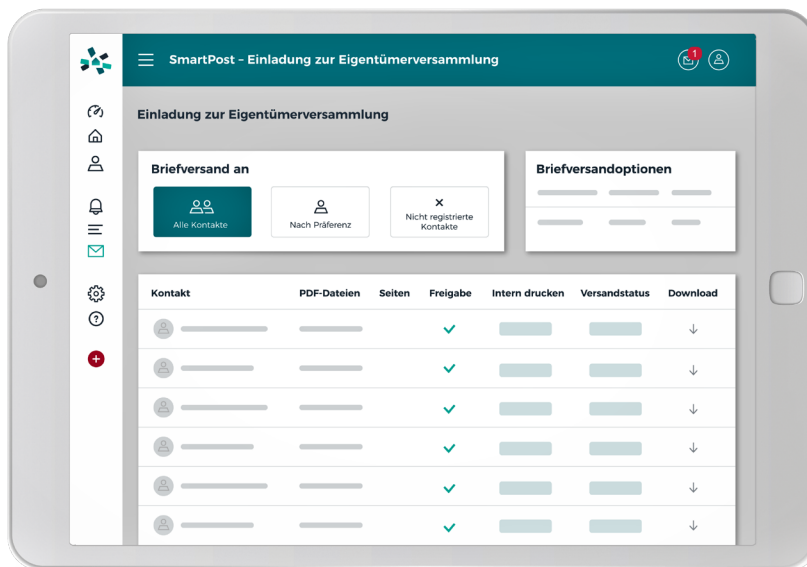 SmartPost – Einladung zur Eigentümerversammlung
1
Einladung zur Eigentümerversammlung
Briefversand an
Alle Kontakte
Nach Präferenz
Nicht registrierte
Kontakte
Briefversandoptionen
Kontakt PDF-Dateien Seiten Freigabe Intern drucken Versandstatus Download